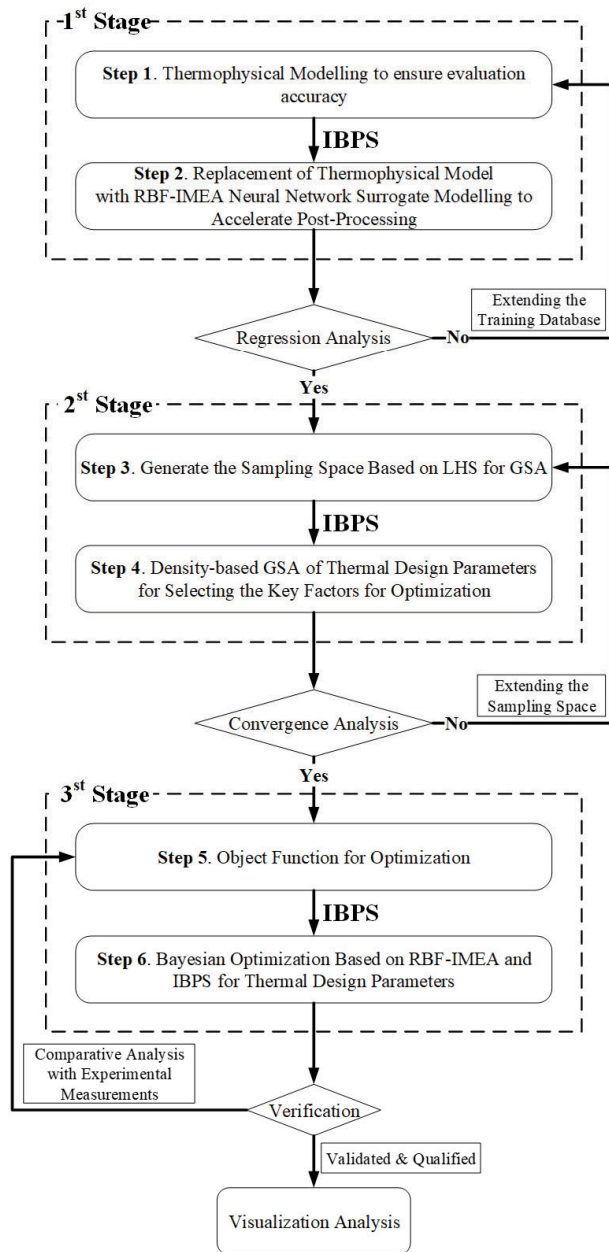 1st Stage
Step 1. Thermophysical Modelling to ensure evaluation
accuracy
IBPS
Step 2. Replacement of Thermophysical Model
with RBF-IMEA Neural Network Surrogate Modelling to
Accelerate Post-Processing
Extending the
Training Database
Regression Analysis
No
Yes
2st Stage
Step 3. Generate the Sampling Space Based on LHS for GSA
IBPS
Step 4. Density-based GSA of Thermal Design Parameters
for Selecting the Key Factors for Optimization
Extending the
Sampling Space
Convergence Analysis
No
Yes
3st Stage
Step 5. Object Function for Optimization
IBPS
Step 6. Bayesian Optimization Based on RBF-IMEA and
IBPS for Thermal Design Parameters
Comparative Analysis
with Experimental
Measurements
Verification
Validated & Qualified
Visualization Analysis